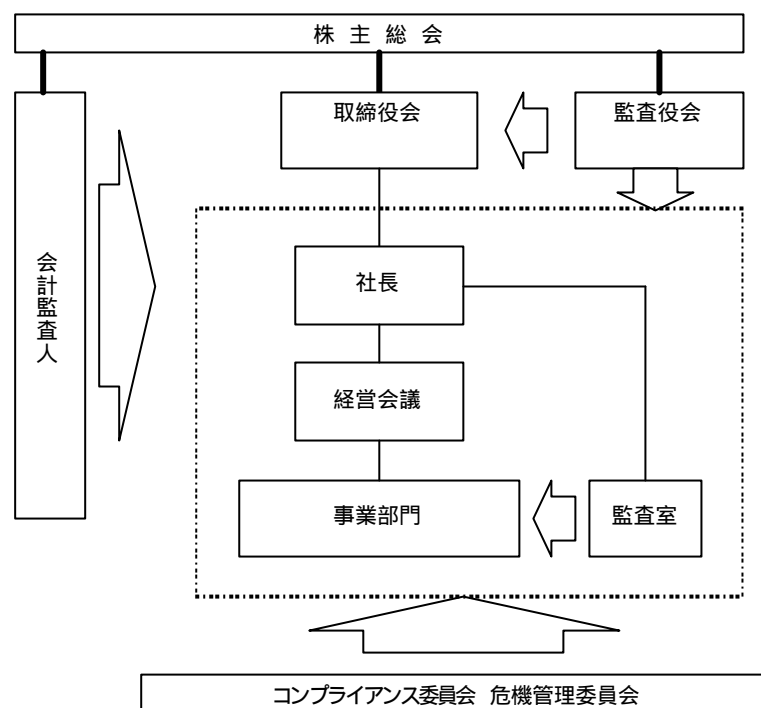 株 主 総 会
取締役会
監査役会
会計監査人
社長
経営会議
事業部門
監査室
コンプライアンス委員会 危機管理委員会